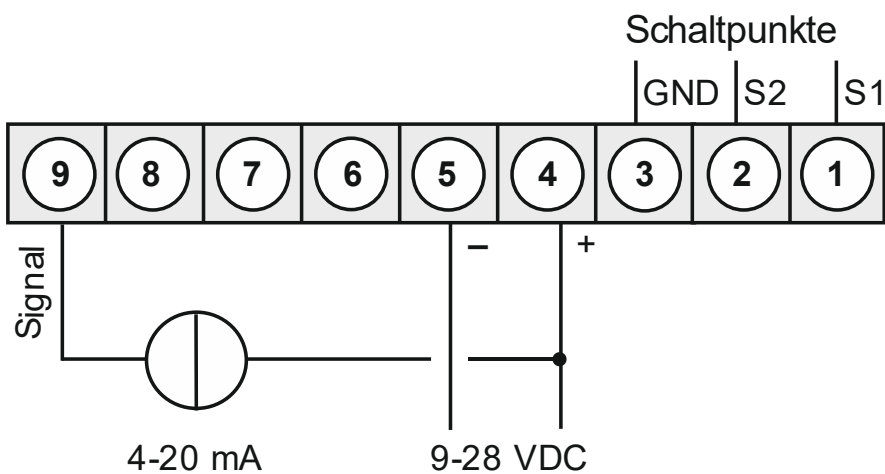 Schaltpunkte
GND S2 S1
9 8 7 6 5 4 3 2 1
Signal
– +
4-20 mA 9-28 VDC